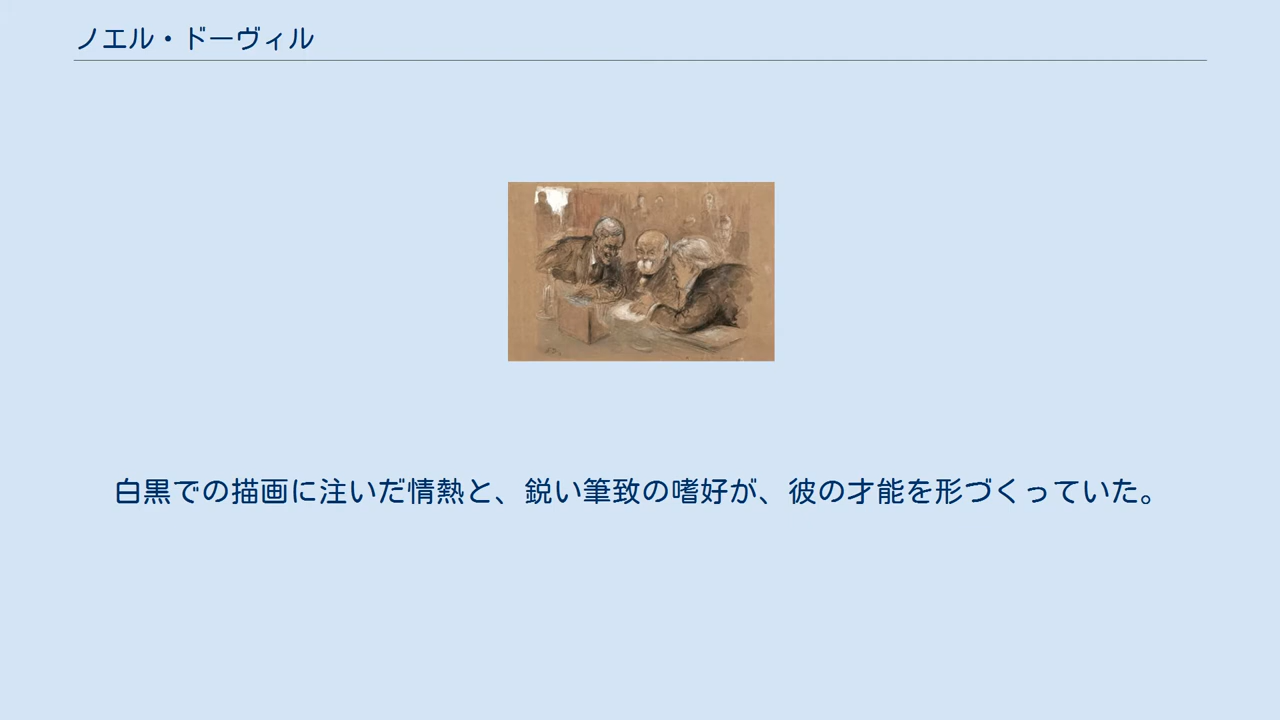 ノエル・ドーヴィル
白黒での描画に注いだ情熱と、鋭い筆致の嗜好が、彼の才能を形づくっていた。